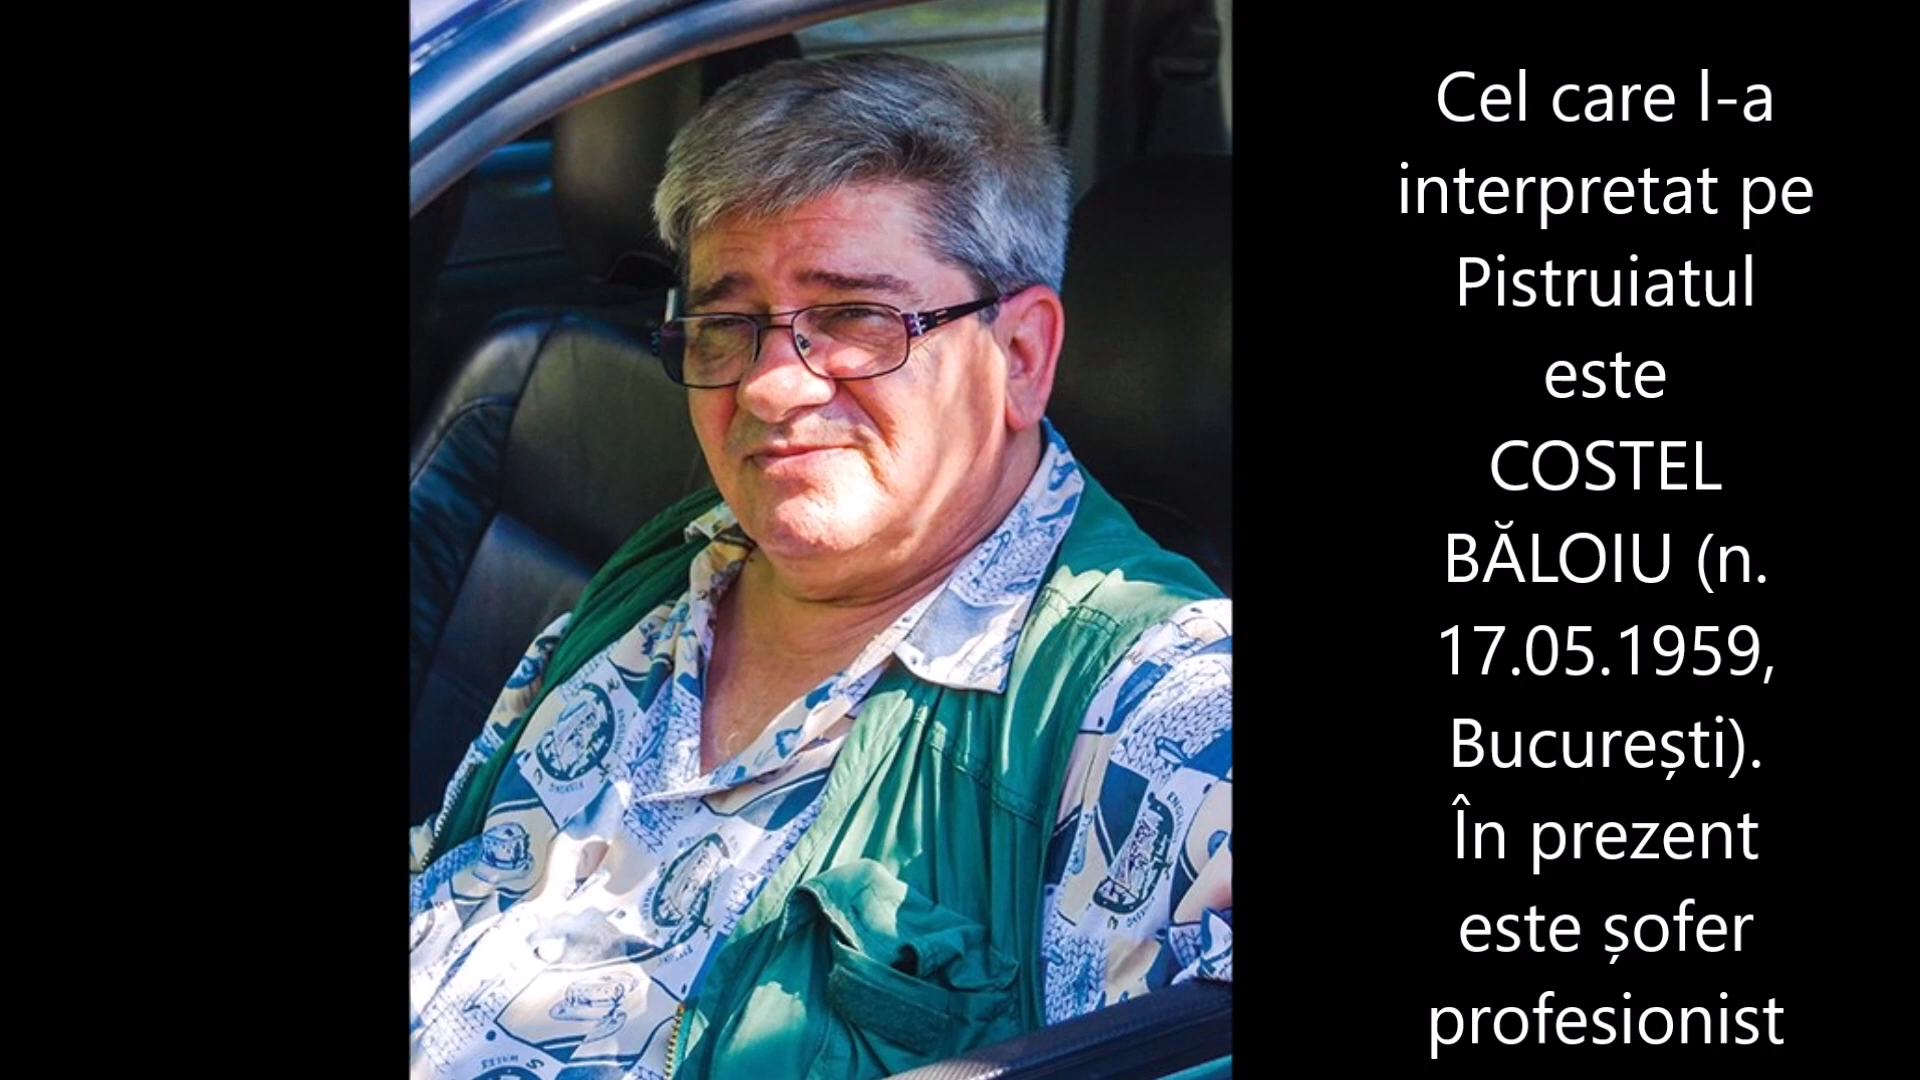 Cel care l-a
interpretat pe
Pistruiatul
este
COSTEL
BĂLOIU (n.
17.05.1959,
București).
În prezent
este șofer
profesionist